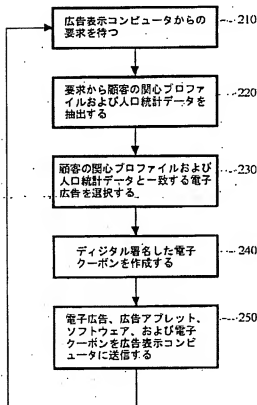 広告表示コンピュータからの
要求を待つ
210
要求から顧客の関心プロファ
イルおよび人口統計データを
抽出する
220
顧客の関心プロファイルおよび
人口統計データと一致する電子
広告を選択する
230
ディジタル署名した電子
クーポンを作成する
240
電子広告、広告アプレット、
ソフトウェア、および電子
クーポンを広告表示コンピ
ュータに送信する
250